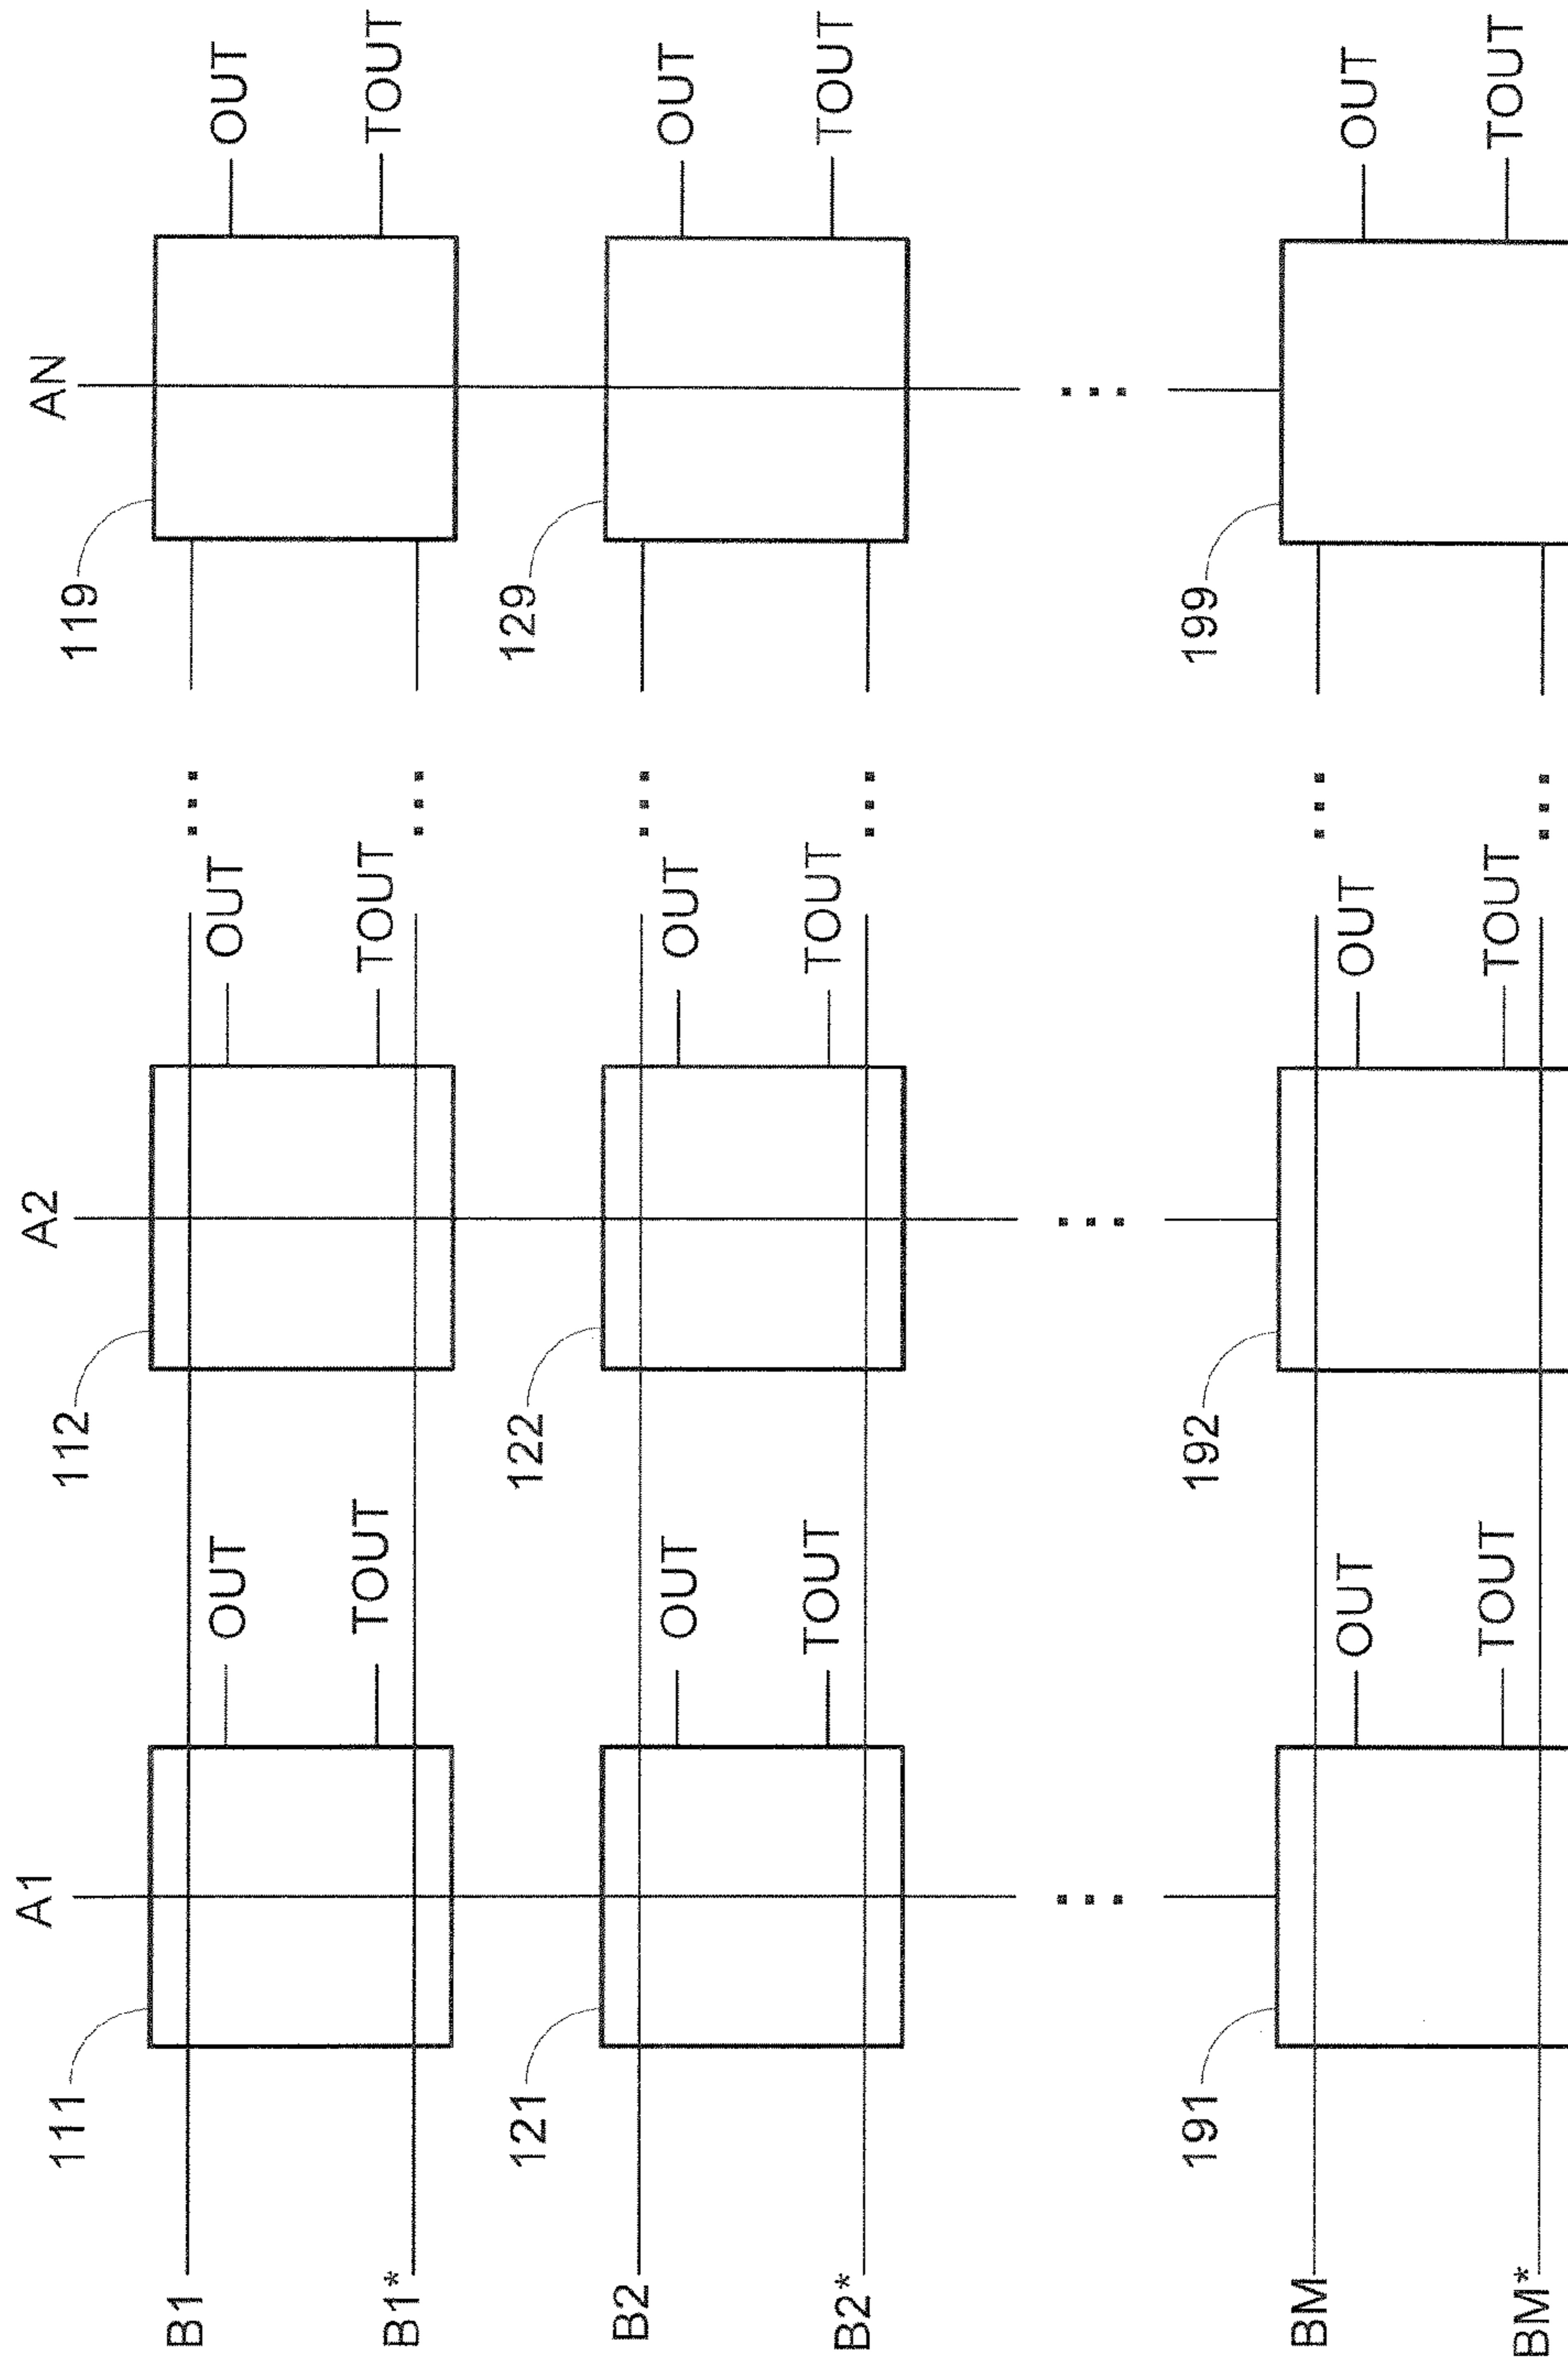 A1 A2 AN
111 112 119
B1 OUT OUT OUT
B1* TOUT TOUT TOUT
121 122 129
B2 OUT OUT OUT
B2* TOUT TOUT TOUT
191 192 199
BM OUT OUT OUT
BM* TOUT TOUT TOUT